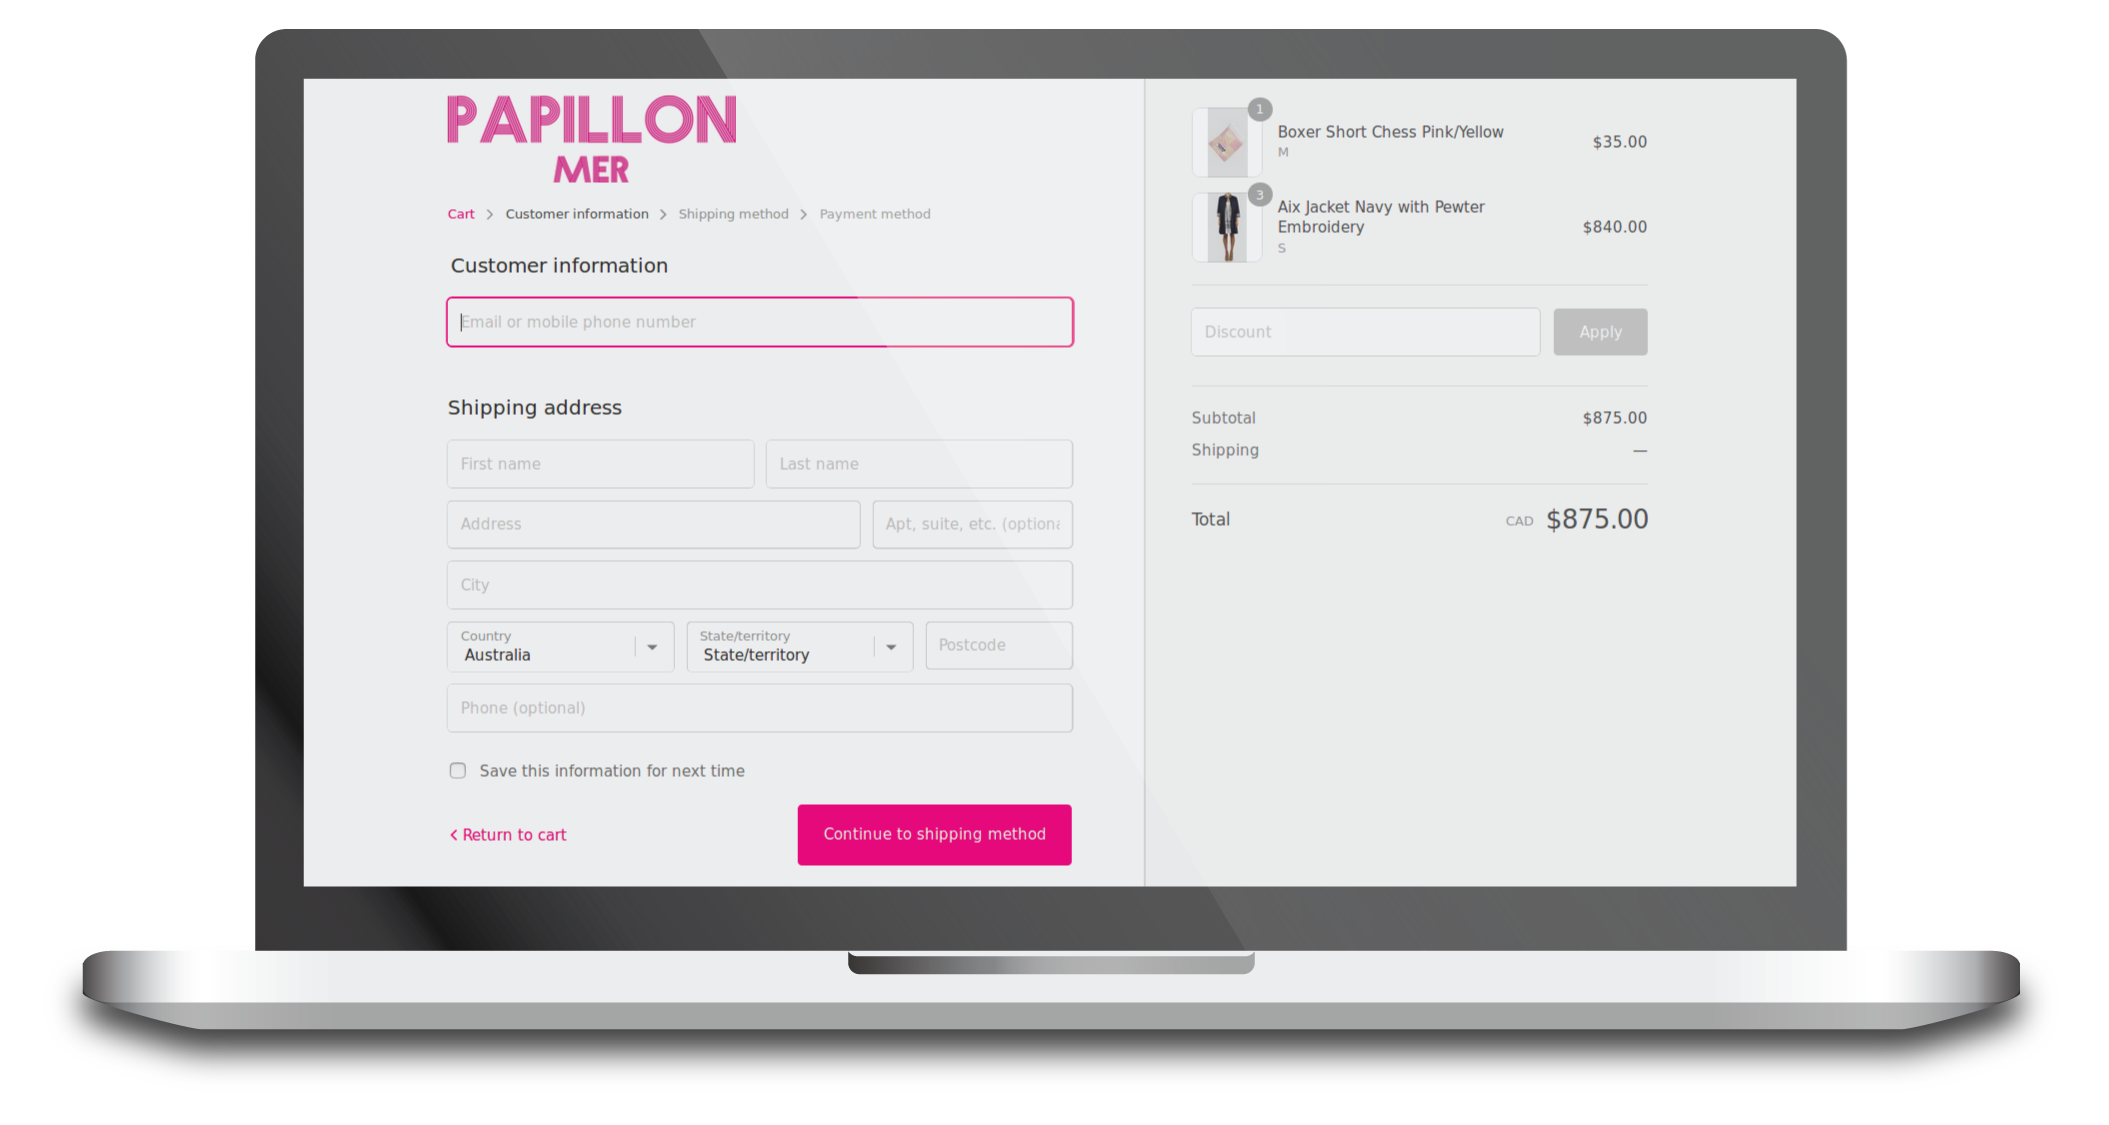 PAPILLON
MER
Cart > Customer information > Shipping method > Payment method
Customer information
Email or mobile phone number
Shipping address
First name
Last name
Address
Apt, suite, etc. (optiona
City
Country
Australia
State/territory
State/territory
Postcode
Phone (optional)
Save this information for next time
< Return to cart
Continue to shipping method
1
Boxer Short Chess Pink/Yellow
M
$35.00
3
Aix Jacket Navy with Pewter
Embroidery
S
$840.00
Discount
Apply
Subtotal
$875.00
Shipping
—
Total
CAD $875.00